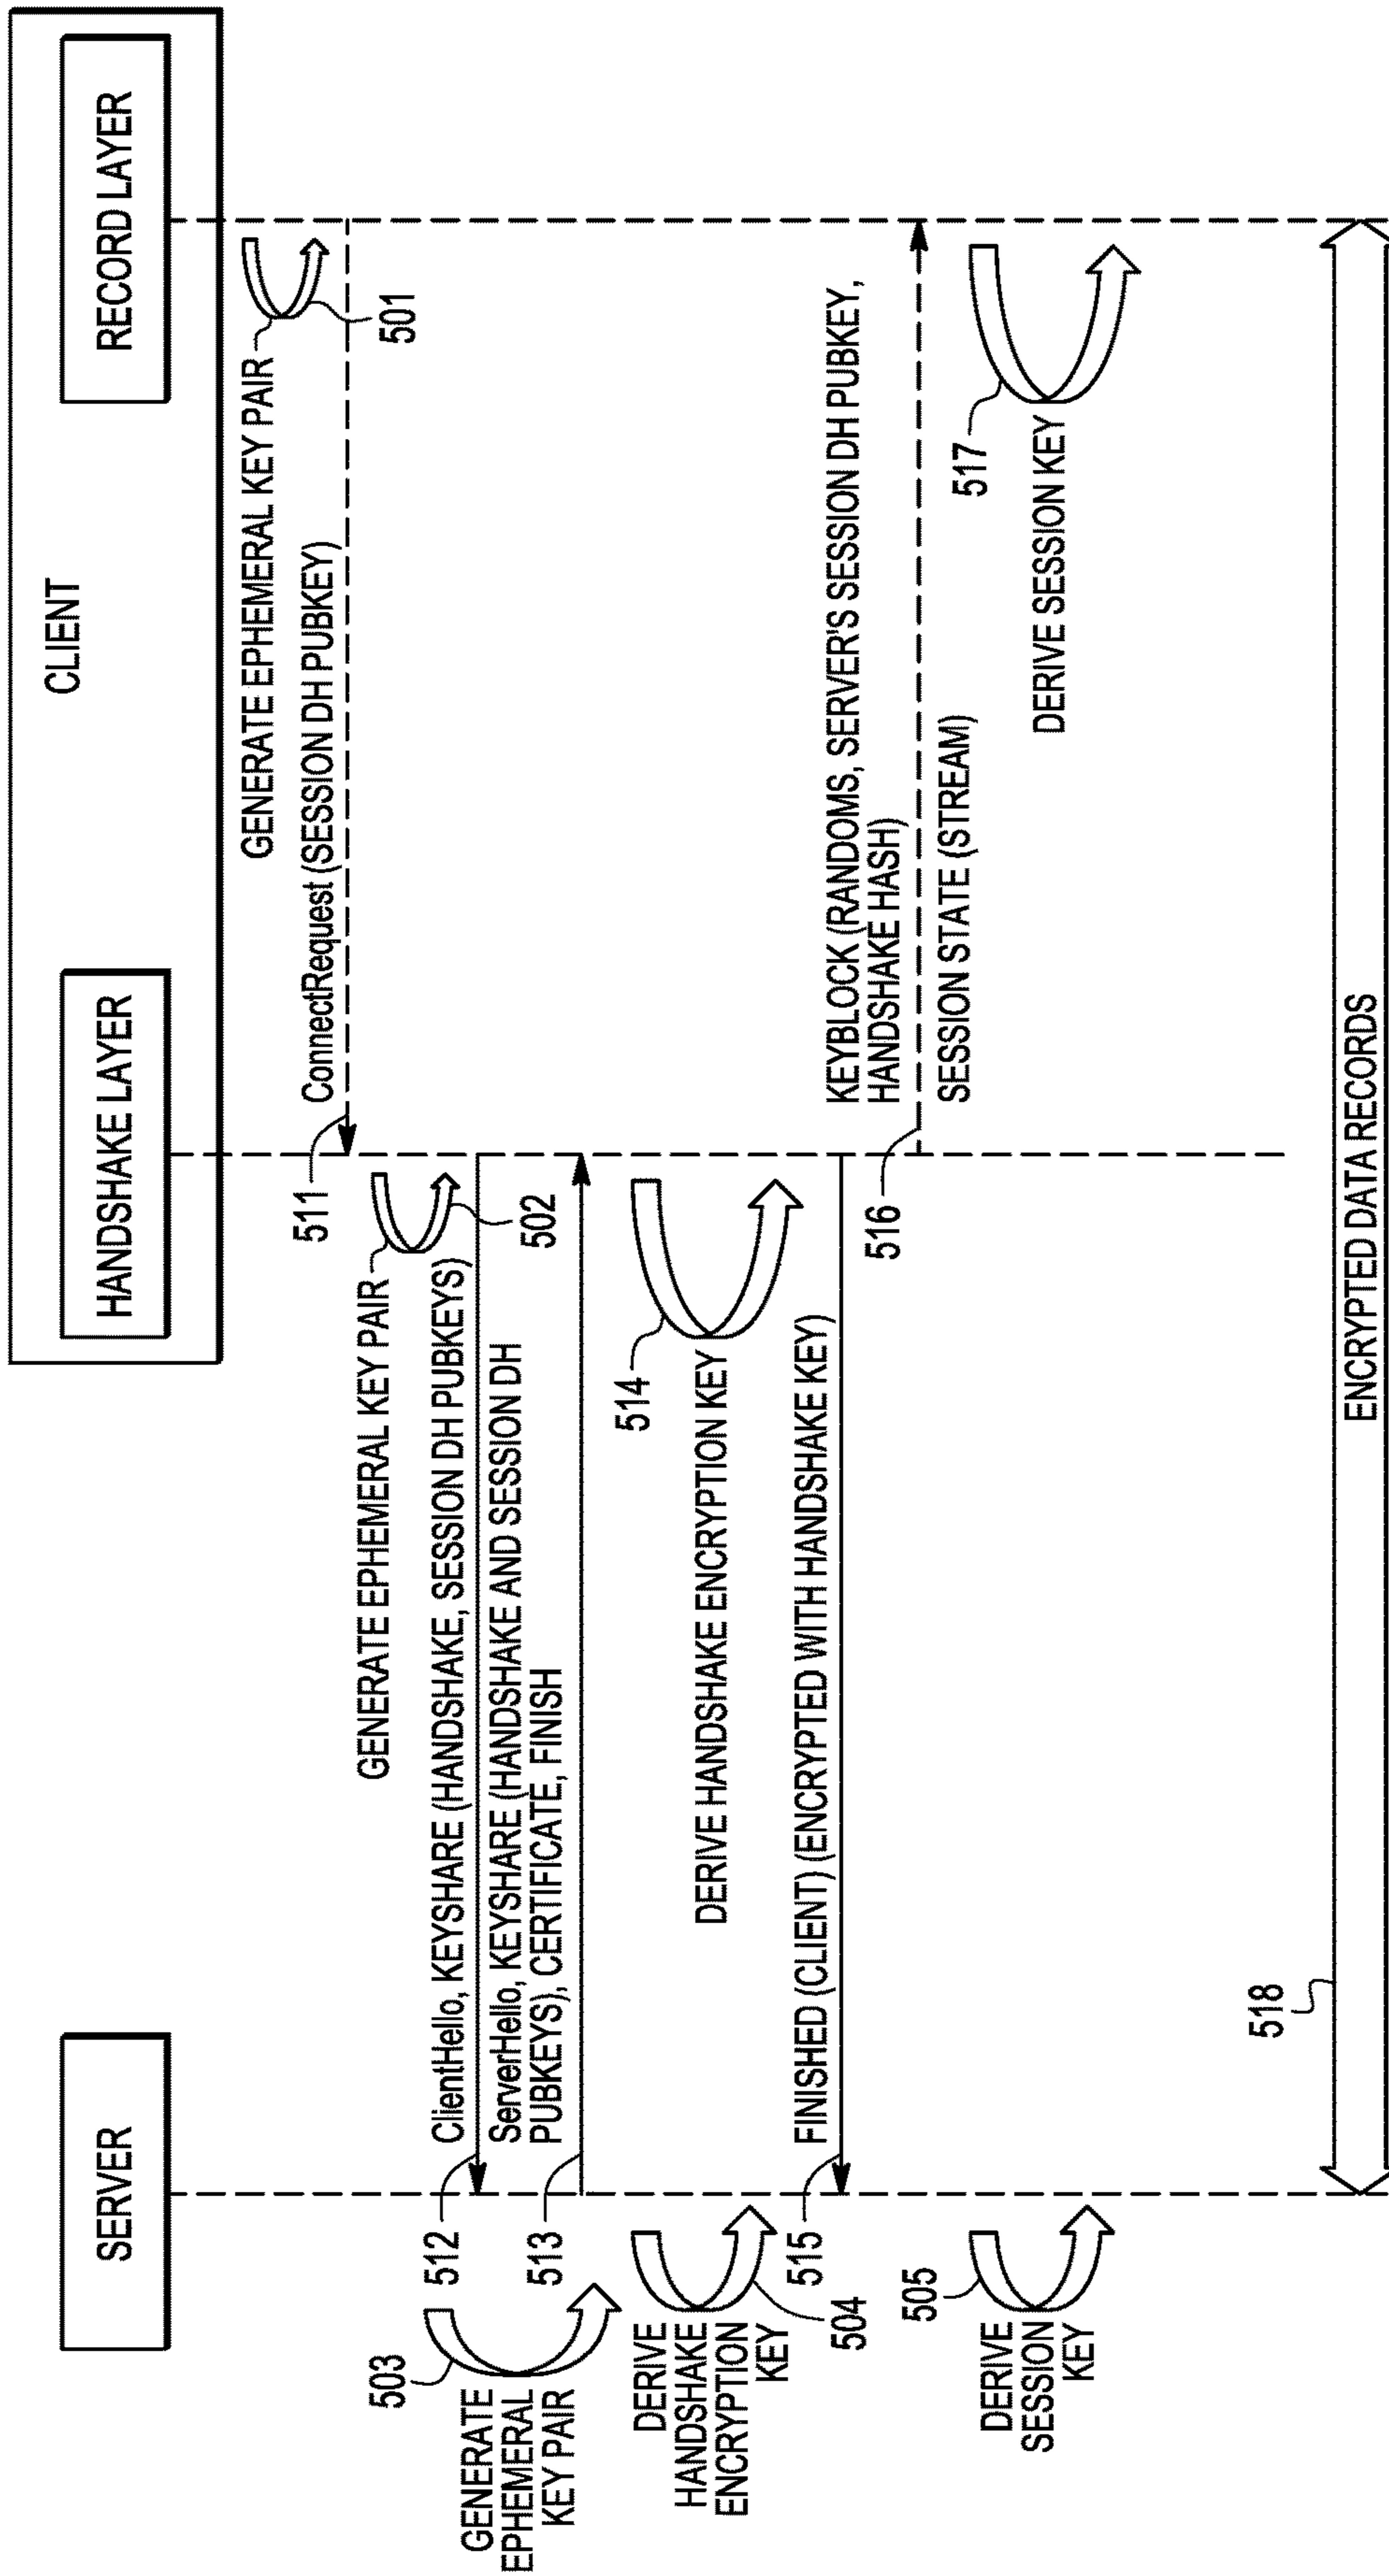 CLIENT
SERVER
HANDSHAKE LAYER
RECORD LAYER
GENERATE EPHEMERAL KEY PAIR
501
ConnectRequest (SESSION DH PUBKEY)
511
GENERATE EPHEMERAL KEY PAIR
502
503
GENERATE
EPHEMERAL
KEY PAIR
512
ClientHello, KEYSHARE (HANDSHAKE, SESSION DH PUBKEYS)
ServerHello, KEYSHARE (HANDSHAKE AND SESSION DH
PUBKEYS), CERTIFICATE, FINISH
513
DERIVE
HANDSHAKE
ENCRYPTION
KEY
504
514
DERIVE HANDSHAKE ENCRYPTION KEY
515
FINISHED (CLIENT) (ENCRYPTED WITH HANDSHAKE KEY)
KEYBLOCK (RANDOMS, SERVER'S SESSION DH PUBKEY,
HANDSHAKE HASH)
516
SESSION STATE (STREAM)
505
DERIVE
SESSION
KEY
517
DERIVE SESSION KEY
518
ENCRYPTED DATA RECORDS